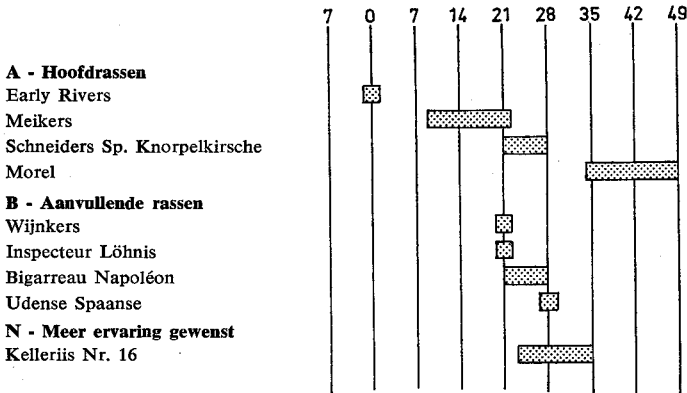 7 0 7 14 21 28 35 42 49
A - Hoofdrassen
Early Rivers
Meikers
Schneiders Sp. Knorpelkirsche
Morel
B - Aanvullende rassen
Wijnkers
Inspecteur Löhnis
Bigarreau Napoléon
Udense Spaanse
N - Meer ervaring gewenst
Kelleriis Nr. 16